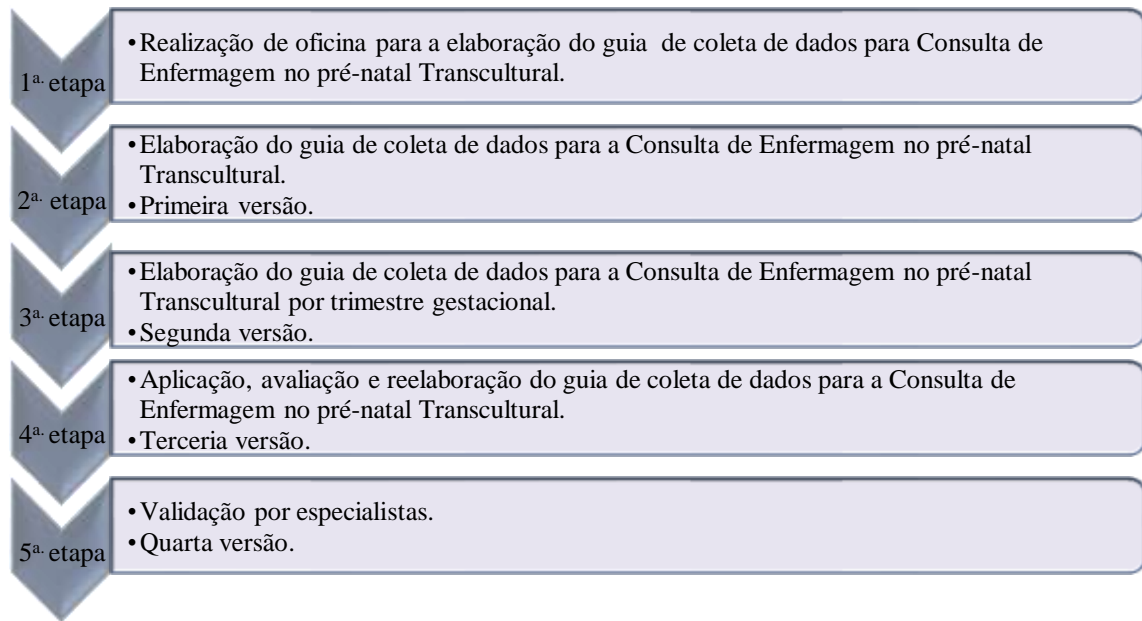 1ª. etapa
•Realização de oficina para a elaboração do guia de coleta de dados para Consulta de
Enfermagem no pré-natal Transcultural.
2ª. etapa
•Elaboração do guia de coleta de dados para a Consulta de Enfermagem no pré-natal
Transcultural.
•Primeira versão.
3ª. etapa
•Elaboração do guia de coleta de dados para a Consulta de Enfermagem no pré-natal
Transcultural por trimestre gestacional.
•Segunda versão.
4ª. etapa
•Aplicação, avaliação e reelaboração do guia de coleta de dados para a Consulta de
Enfermagem no pré-natal Transcultural.
•Terceria versão.
5ª. etapa
•Validação por especialistas.
•Quarta versão.